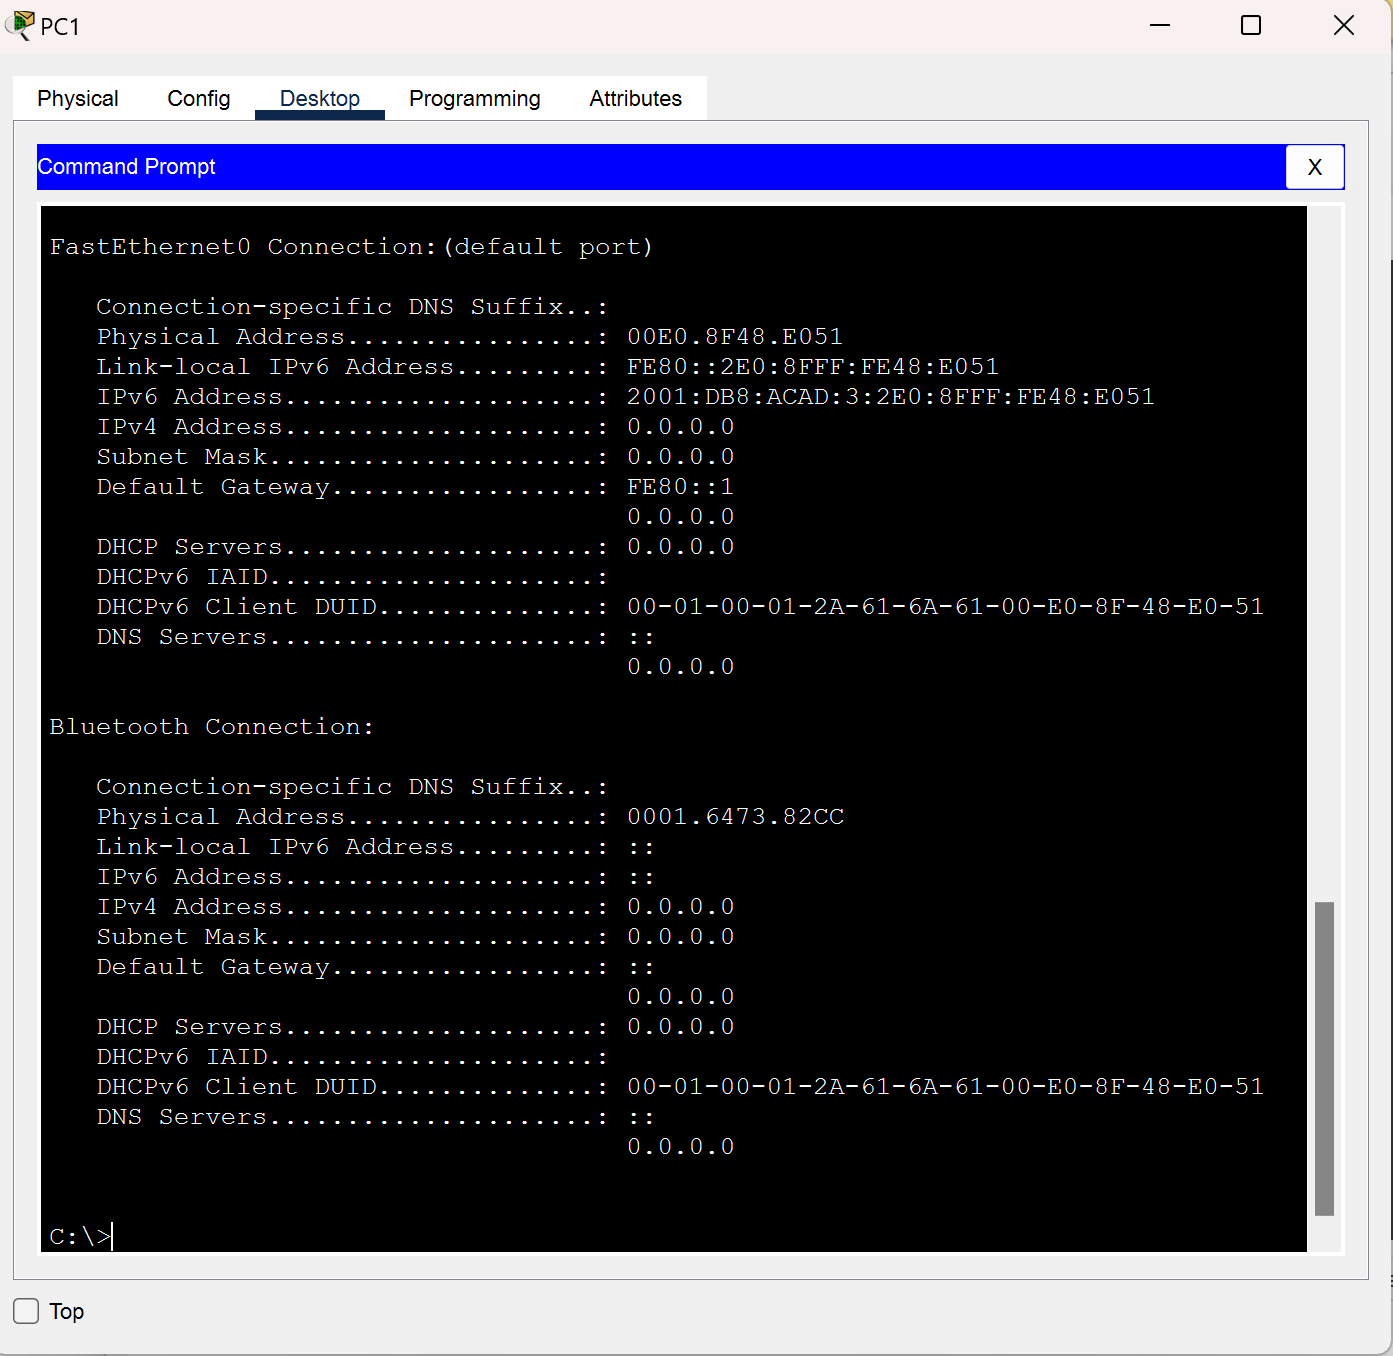 PC1
Physical Config Desktop Programming Attributes
Command Prompt X
FastEthernet0 Connection:(default port)
Connection-specific DNS Suffix..:
Physical Address................: 00E0.8F48.E051
Link-local IPv6 Address.........: FE80::2E0:8FFF:FE48:E051
IPv6 Address....................: 2001:DB8:ACAD:3:2E0:8FFF:FE48:E051
IPv4 Address....................: 0.0.0.0
Subnet Mask.....................: 0.0.0.0
Default Gateway.................: FE80::1
0.0.0.0
DHCP Servers....................: 0.0.0.0
DHCPv6 IAID.....................:
DHCPv6 Client DUID..............: 00-01-00-01-2A-61-6A-61-00-E0-8F-48-E0-51
DNS Servers.....................: ::
0.0.0.0
Bluetooth Connection:
Connection-specific DNS Suffix..:
Physical Address................: 0001.6473.82CC
Link-local IPv6 Address.........: ::
IPv6 Address....................: ::
IPv4 Address....................: 0.0.0.0
Subnet Mask.....................: 0.0.0.0
Default Gateway.................: ::
0.0.0.0
DHCP Servers....................: 0.0.0.0
DHCPv6 IAID.....................:
DHCPv6 Client DUID..............: 00-01-00-01-2A-61-6A-61-00-E0-8F-48-E0-51
DNS Servers.....................: ::
0.0.0.0
C:\>
Top